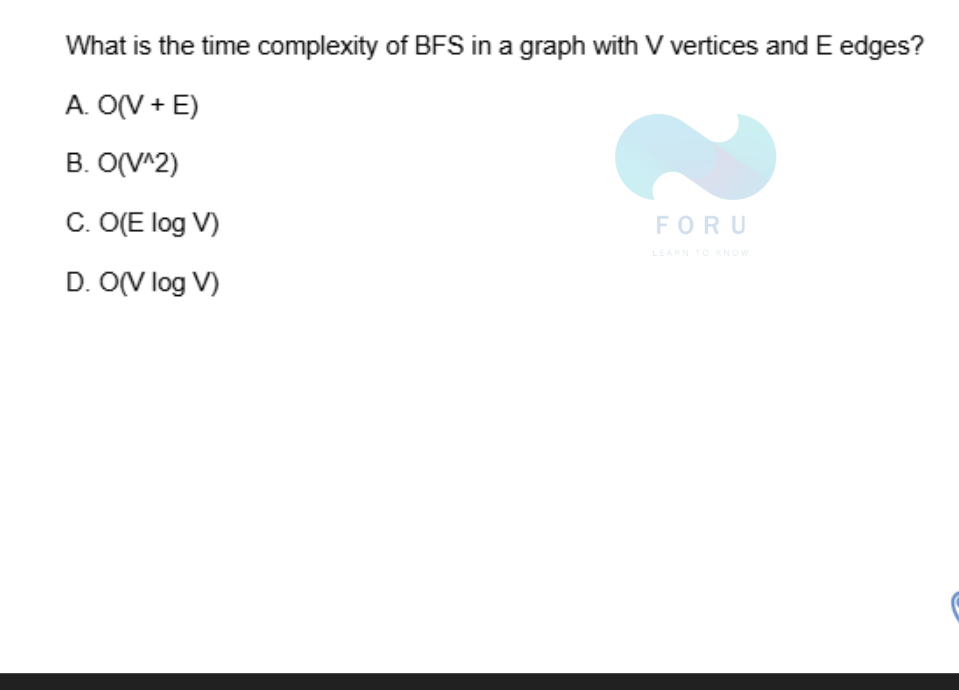 What is the time complexity of BFS in a graph with V vertices and E edges?
A. O(V + E)
B. O(V^2)
C. O(E log V)
D. O(V log V)
FORU
LEARN TO KNOW